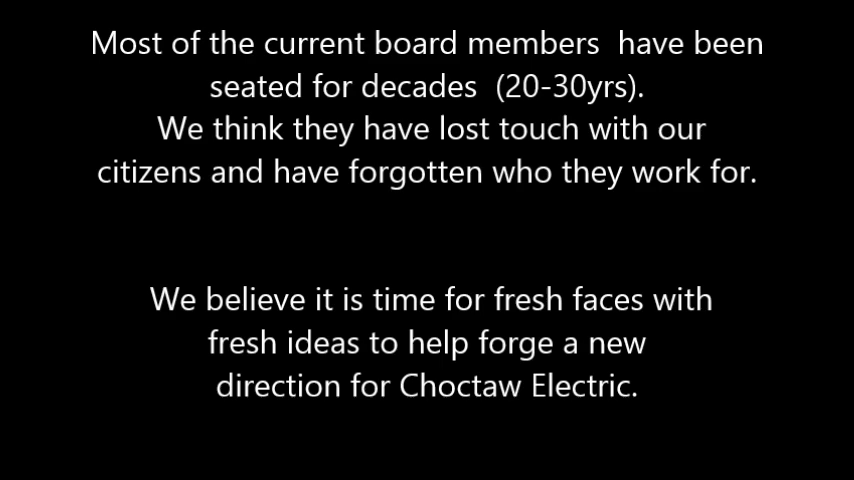 Most of the current board members  have been
seated for decades  (20-30yrs).
We think they have lost touch with our
citizens and have forgotten who they work for.
We believe it is time for fresh faces with
fresh ideas to help forge a new
direction for Choctaw Electric.